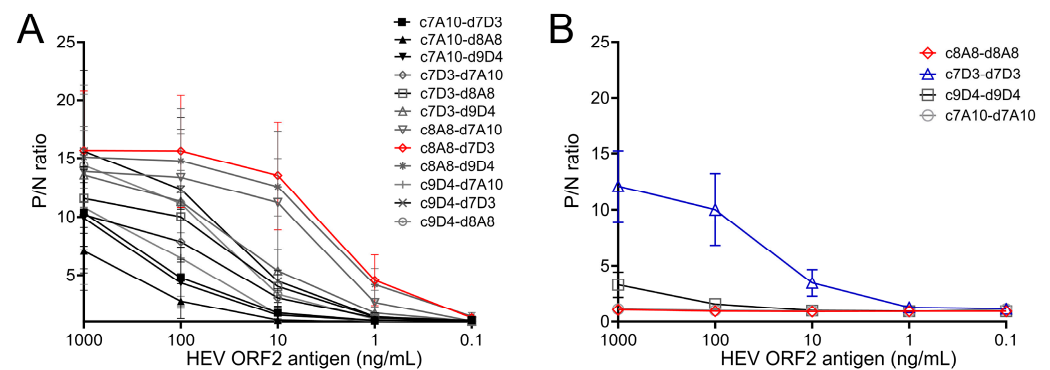 A
25
20
15
10
5
P/N ratio
1000 100 10 1 0.1
HEV ORF2 antigen (ng/mL)
c7A10-d7D3
c7A10-d8A8
c7A10-d9D4
c7D3-d7A10
c7D3-d8A8
c7D3-d9D4
c8A8-d7A10
c8A8-d7D3
c8A8-d9D4
c9D4-d7A10
c9D4-d7D3
c9D4-d8A8
B
25
20
15
10
5
0
P/N ratio
1000 100 10 1 0.1
HEV ORF2 antigen (ng/mL)
c8A8-d8A8
c7D3-d7D3
c9D4-d9D4
c7A10-d7A10